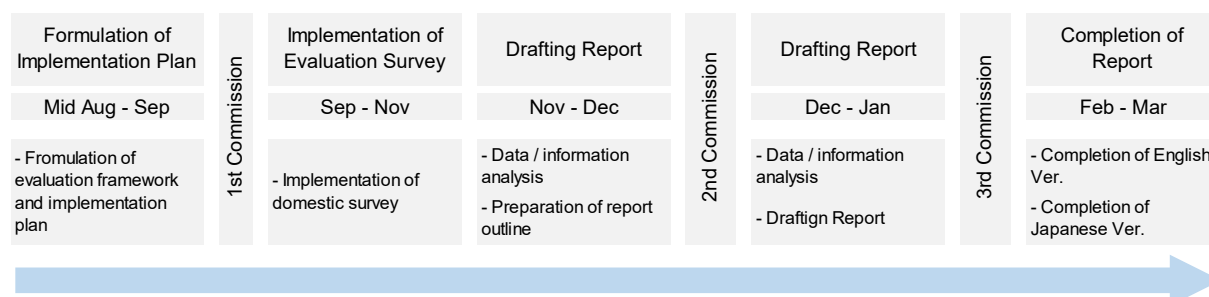 Formulation of
Implementation Plan
Mid Aug - Sep
- Fromulation of
evaluation framework
and implementation
plan
1st Commission
Implementation of
Evaluation Survey
Sep - Nov
- Implementation of
domestic survey
Drafting Report
Nov - Dec
- Data / information
analysis
- Preparation of report
outline
2nd Commission
Drafting Report
Dec - Jan
- Data / information
analysis
- Draftign Report
3rd Commission
Completion of
Report
Feb - Mar
- Completion of English
Ver.
- Completion of
Japanese Ver.